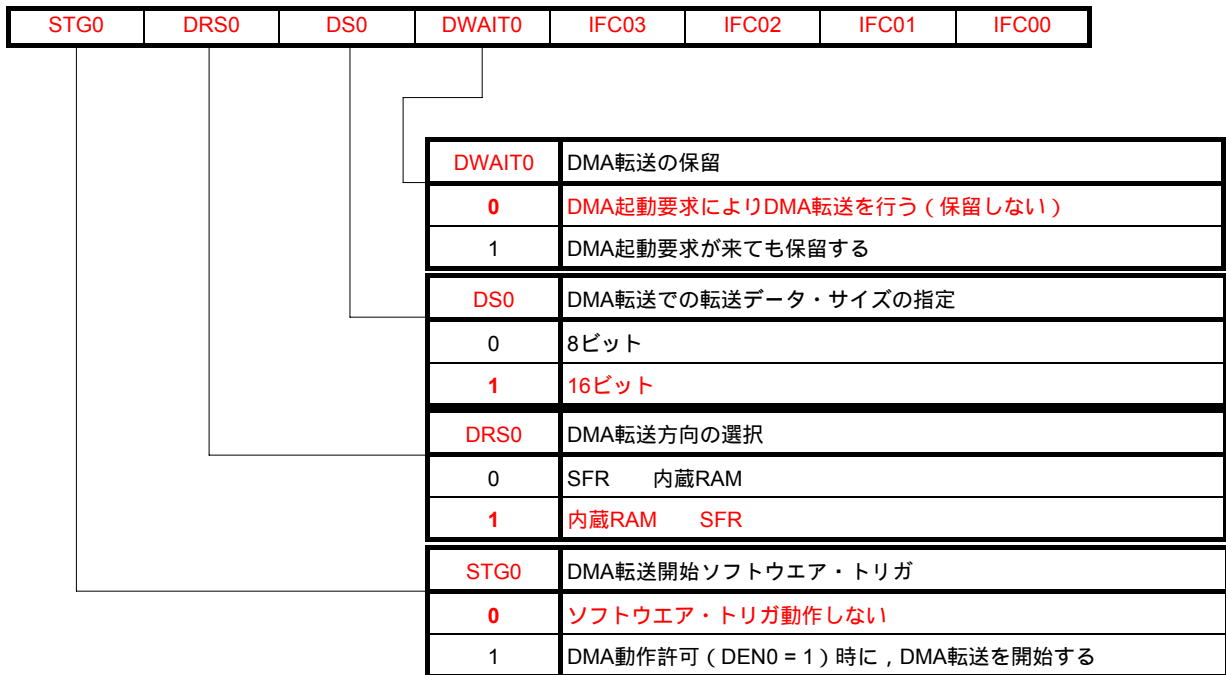 STG0 DRS0 DS0 DWAIT0 IFC03 IFC02 IFC01 IFC00
DWAIT0 DMA転送の保留
0 DMA起動要求によりDMA転送を行う(保留しない)
1 DMA起動要求が来ても保留する
DS0 DMA転送での転送データ・サイズの指定
0 8ビット
1 16ビット
DRS0 DMA転送方向の選択
0 SFR 内蔵RAM
1 内蔵RAM SFR
STG0 DMA転送開始ソフトウエア・トリガ
0 ソフトウエア・トリガ動作しない
1 DMA動作許可(DEN0 = 1)時に,DMA転送を開始する